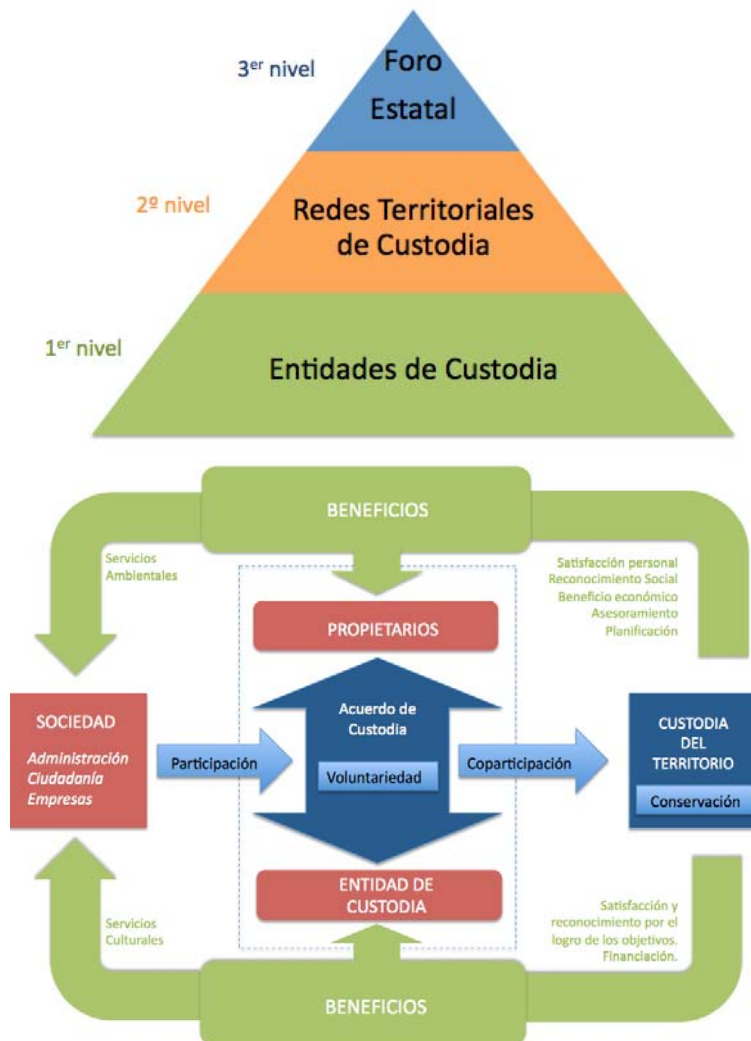 3er nivel
Foro
Estatal
2º nivel
Redes Territoriales
de Custodia
1er nivel
Entidades de Custodia
BENEFICIOS
Servicios
Ambientales
Satisfacción personal
Reconocimiento Social
Beneficio económico
Asesoramiento
Planificación
PROPIETARIOS
SOCIEDAD
Administración
Ciudadanía
Empresas
Participación
Acuerdo de
Custodia
Voluntariedad
Coparticipación
CUSTODIA
DEL
TERRITORIO
Conservación
ENTIDAD DE
CUSTODIA
Servicios
Culturales
Satisfacción y
reconocimiento por el
logro de los objetivos.
Financiación.
BENEFICIOS